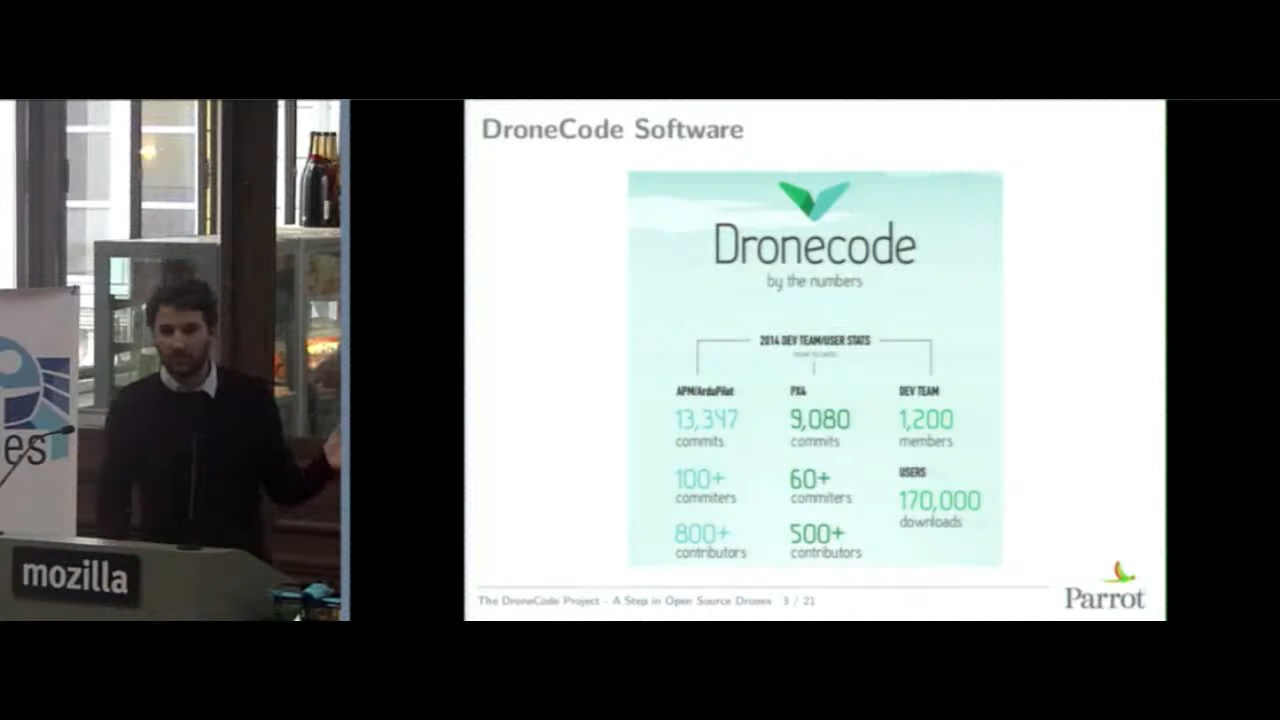 DroneCode Software
Dronecode
by the numbers
2014 DEV TEAM/USER STATS
APM/ArduPilot
PX4
DEV TEAM
13,347
9,080
1,200
commits
commits
members
100+
60+
USERS
commiters
commiters
170,000
downloads
800+
500+
contributors
contributors
The DroneCode Project - A Step in Open Source Drones 3 / 21
Parrot
es
mozilla